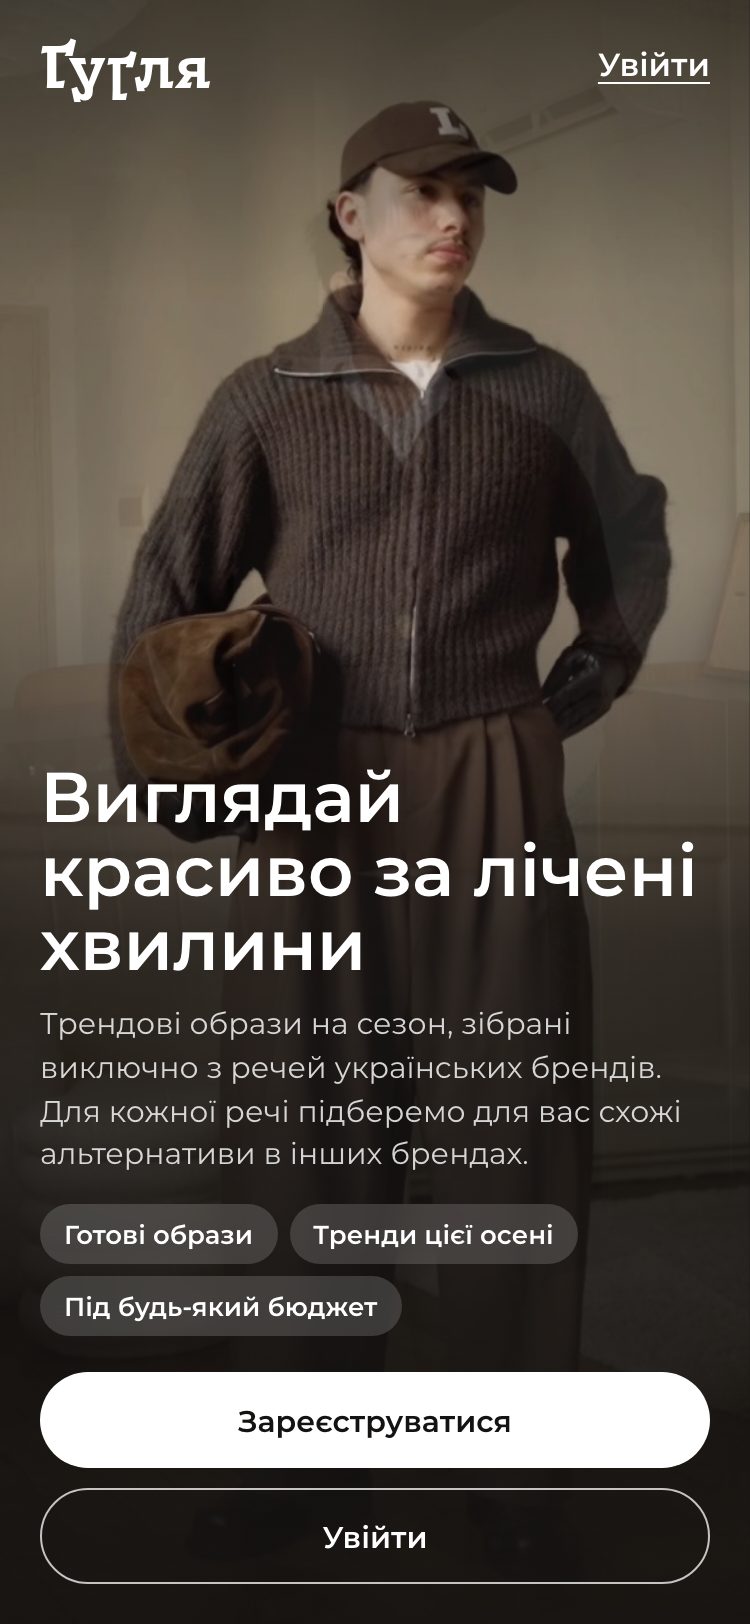 Ґуґля
Увійти
L
Виглядай
красиво за лічені
хвилини
Трендові образи на сезон, зібрані
виключно з речей українських брендів.
Для кожної речі підберемо для вас схожі
альтернативи в інших брендах.
Готові образи
Тренди цієї осені
Під будь-який бюджет
Зареєструватися
Увійти